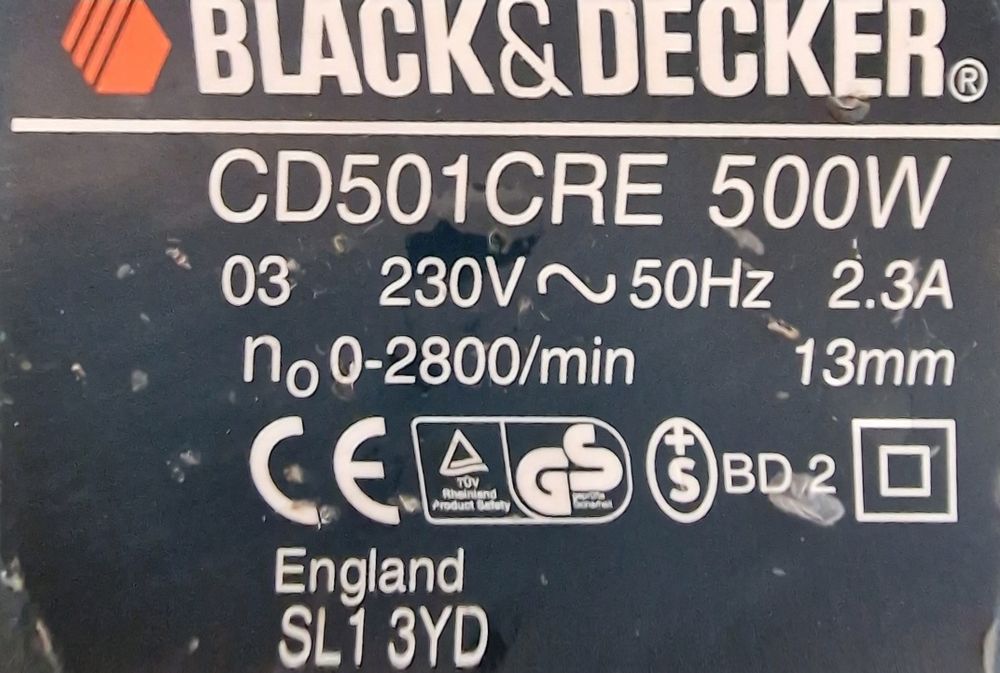 BLACK&DECKER®
CD501CRE 500W
03 230V~50Hz 2.3A
no 0-2800/min 13mm
CE TÜV Rheinland Product Safety GS geprüfte Sicherheit +S BD 2
England
SL1 3YD